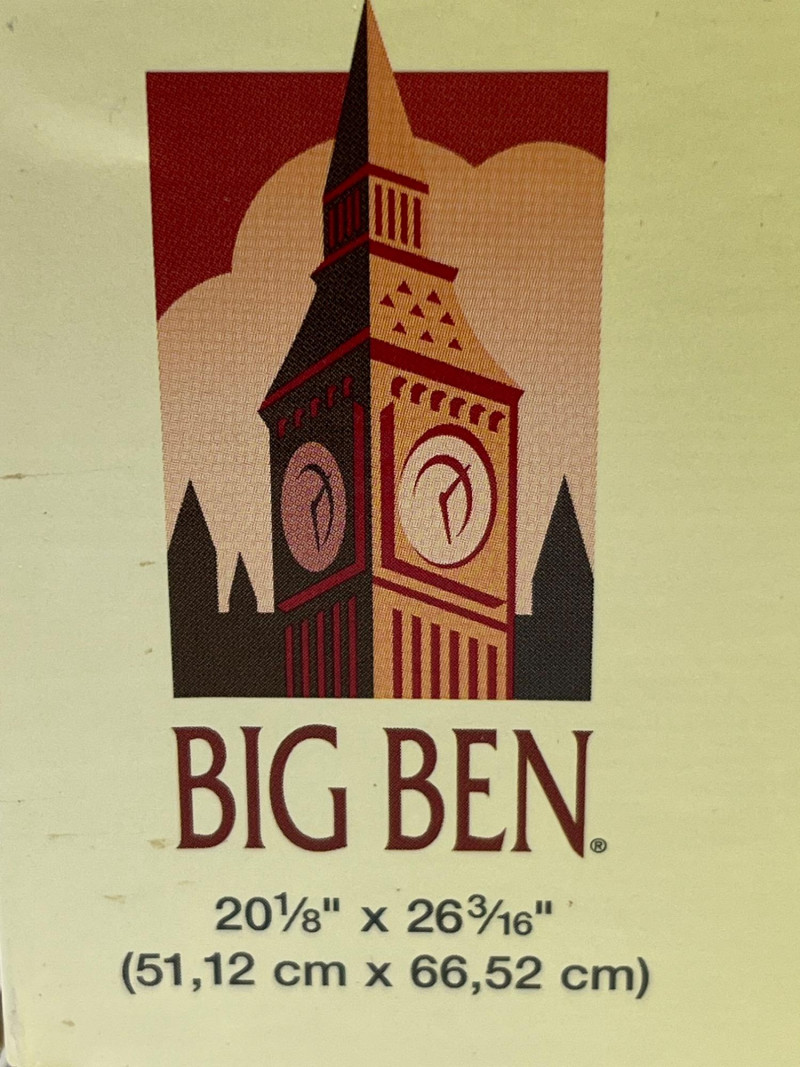 BIG BEN®
20⅛" x 26³⁄₁₆"
(51,12 cm x 66,52 cm)